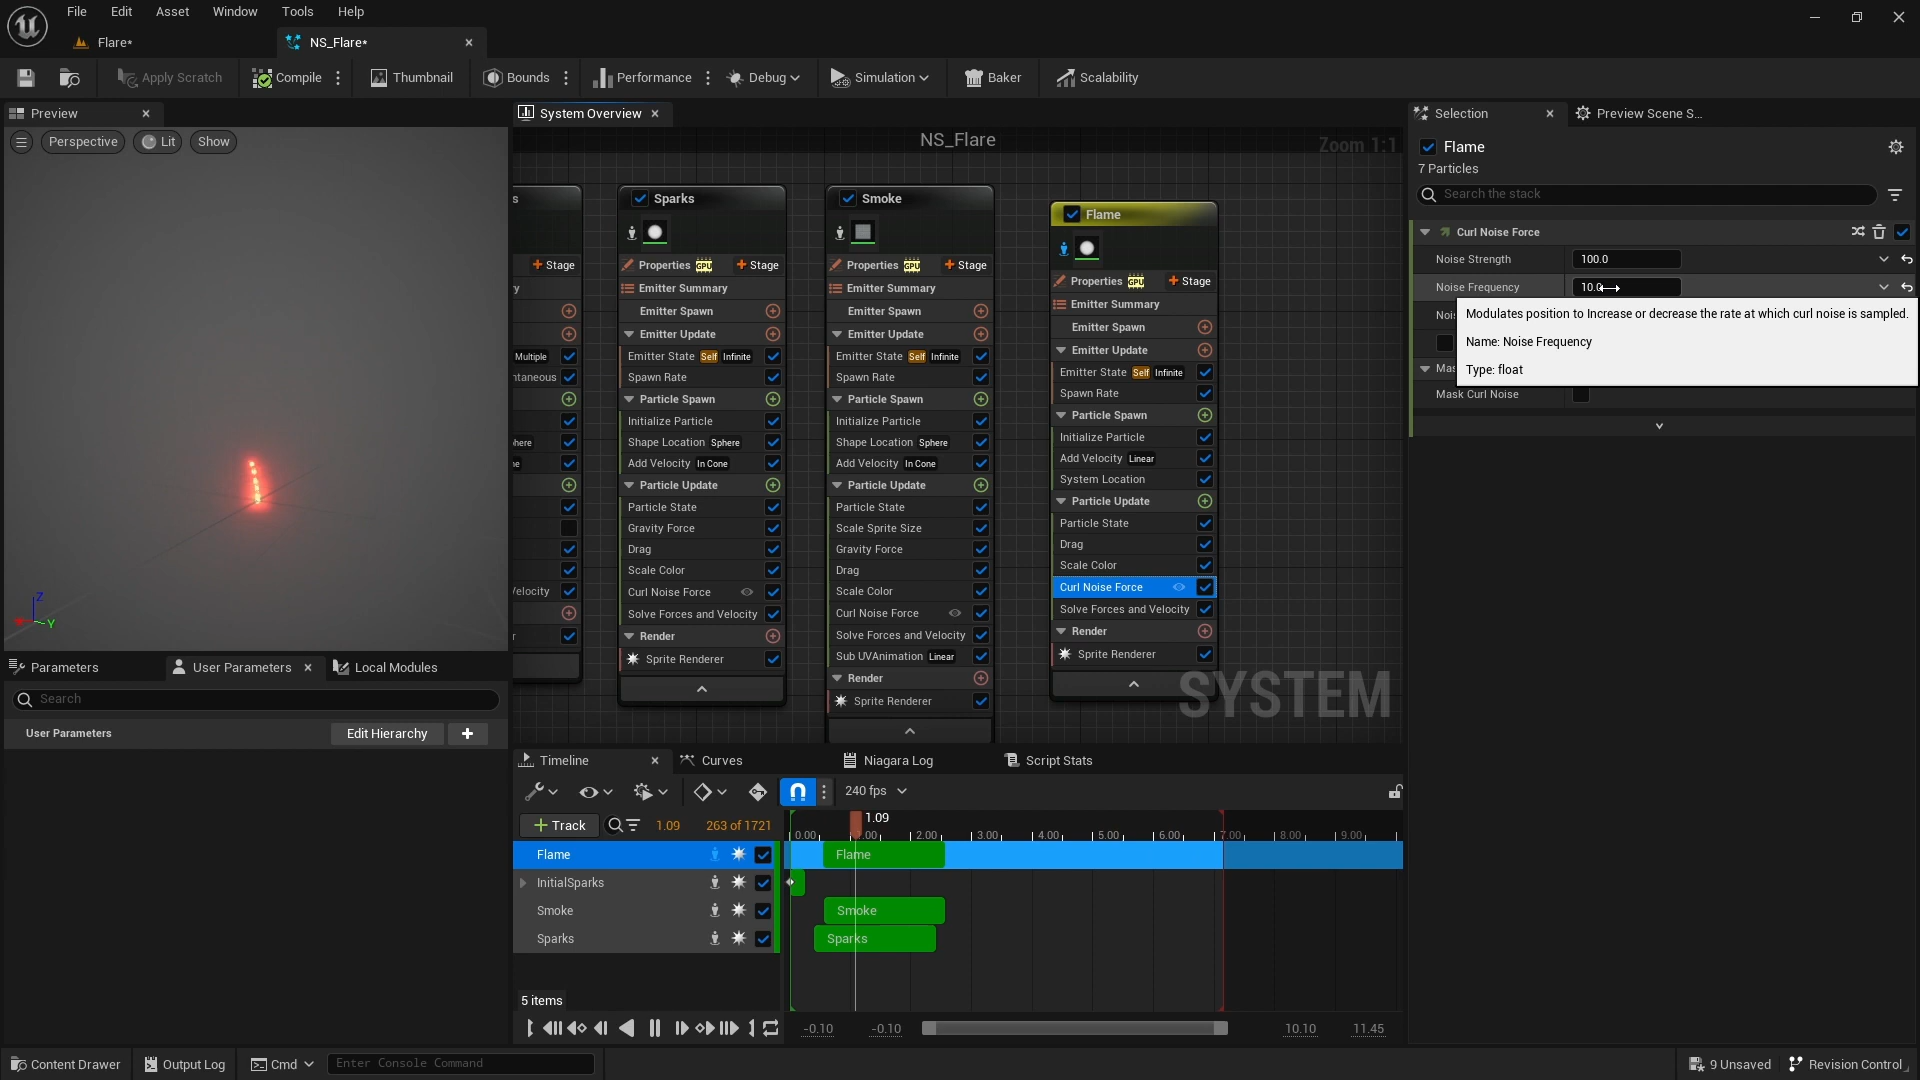 File Edit Asset Window Tools Help
Flare*
NS_Flare*
Apply Scratch Compile Thumbnail Bounds Performance Debug Simulation Baker Scalability
Preview
System Overview
Selection
Preview Scene S...
Perspective Lit Show
NS_Flare
Zoom 1:1
Flame
7 Particles
Search the stack
Curl Noise Force
Noise Strength 100.0
Noise Frequency 10.0
Modulates position to Increase or decrease the rate at which curl noise is sampled.
Name: Noise Frequency
Type: float
Mask Curl Noise
s
Stage
y
Multiple
ntaneous
here
ne
Velocity
r
Sparks
Properties GPU Stage
Emitter Summary
Emitter Spawn
Emitter Update
Emitter State Self Infinite
Spawn Rate
Particle Spawn
Initialize Particle
Shape Location Sphere
Add Velocity In Cone
Particle Update
Particle State
Gravity Force
Drag
Scale Color
Curl Noise Force
Solve Forces and Velocity
Render
Sprite Renderer
Smoke
Properties GPU Stage
Emitter Summary
Emitter Spawn
Emitter Update
Emitter State Self Infinite
Spawn Rate
Particle Spawn
Initialize Particle
Shape Location Sphere
Add Velocity In Cone
Particle Update
Particle State
Scale Sprite Size
Gravity Force
Drag
Scale Color
Curl Noise Force
Solve Forces and Velocity
Sub UVAnimation Linear
Render
Sprite Renderer
Flame
Properties GPU Stage
Emitter Summary
Emitter Spawn
Emitter Update
Emitter State Self Infinite
Spawn Rate
Particle Spawn
Initialize Particle
Add Velocity Linear
System Location
Particle Update
Particle State
Drag
Scale Color
Curl Noise Force
Solve Forces and Velocity
Render
Sprite Renderer
SYSTEM
Z
Y
Parameters
User Parameters
Local Modules
Search
User Parameters
Edit Hierarchy
Timeline
Curves
Niagara Log
Script Stats
240 fps
Track
1.09
263 of 1721
1.09
0.00 1.00 2.00 3.00 4.00 5.00 6.00 7.00 8.00 9.00
Flame
Flame
InitialSparks
Smoke
Smoke
Sparks
Sparks
5 items
-0.10 -0.10 10.10 11.45
Content Drawer Output Log Cmd Enter Console Command 9 Unsaved Revision Control